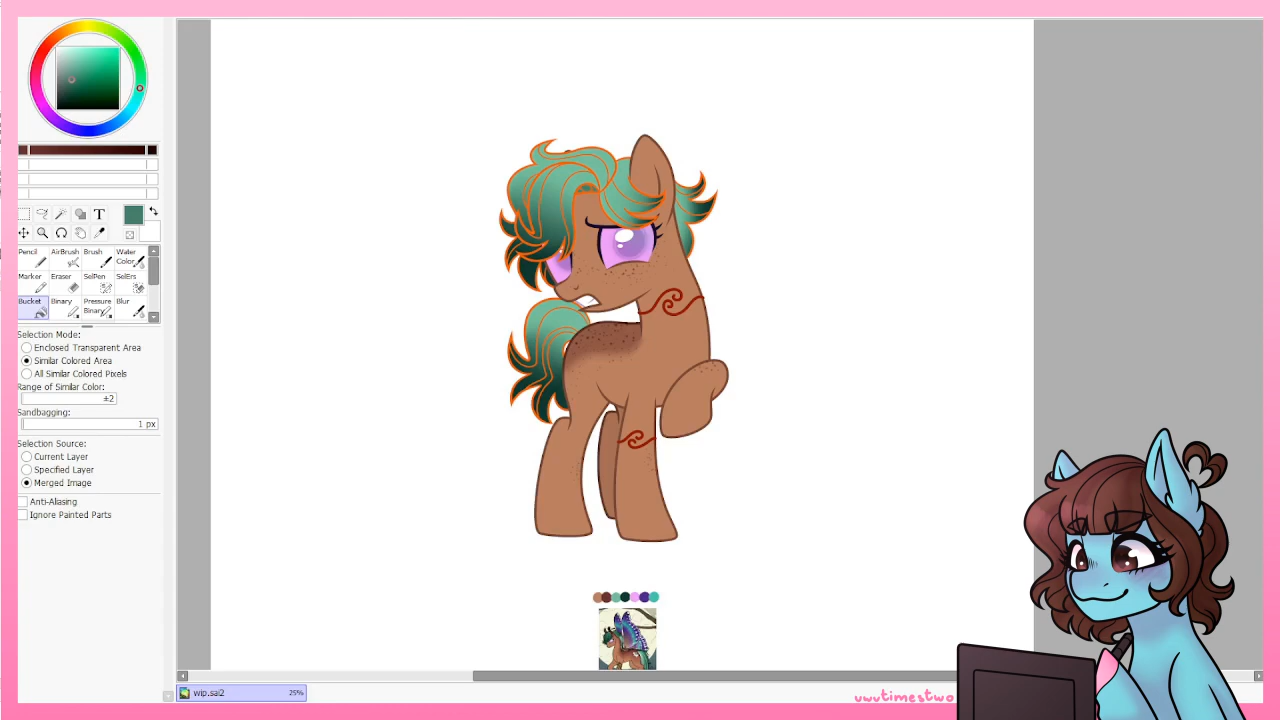 T
Pencil AirBrush Brush Water Color
Marker Eraser SelPen SelErs
Bucket Binary Pressure Binary Blur
Selection Mode:
Enclosed Transparent Area
Similar Colored Area
All Similar Colored Pixels
Range of Similar Color:
±2
Sandbagging:
1 px
Selection Source:
Current Layer
Specified Layer
Merged Image
Anti-Aliasing
Ignore Painted Parts
wip.sai2 25%
uwutimestwo